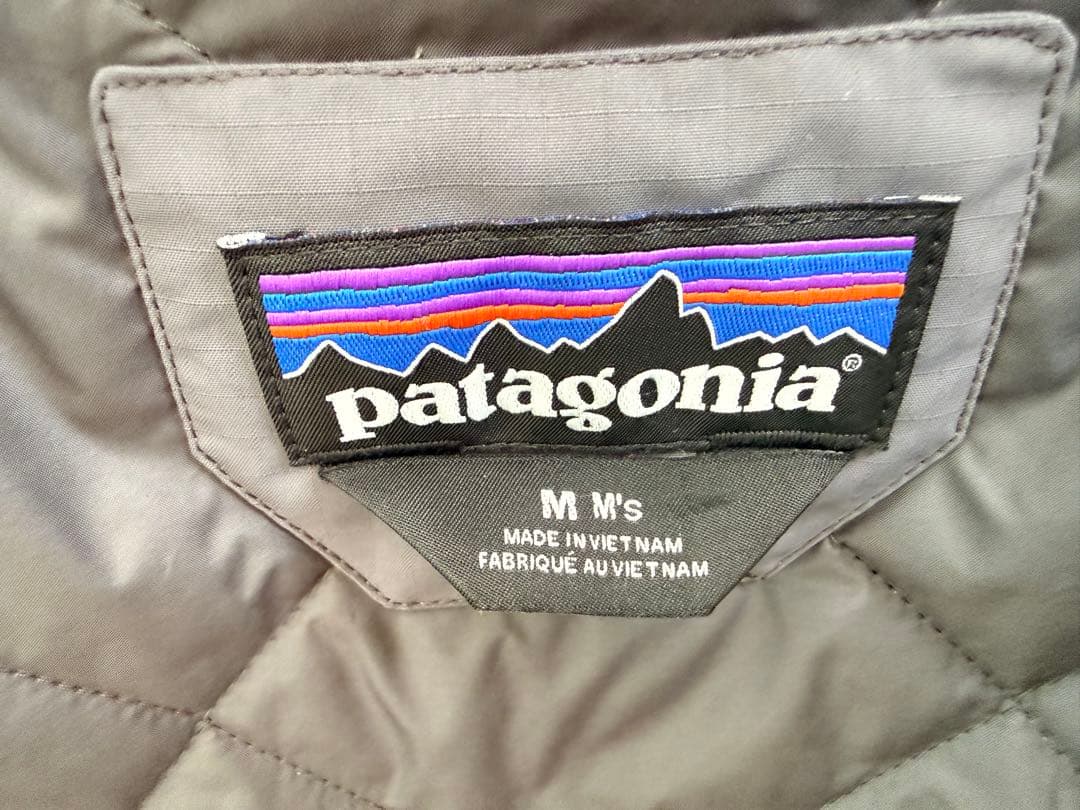 patagonia®
M M's
MADE IN VIETNAM
FABRIQUÉ AU VIETNAM